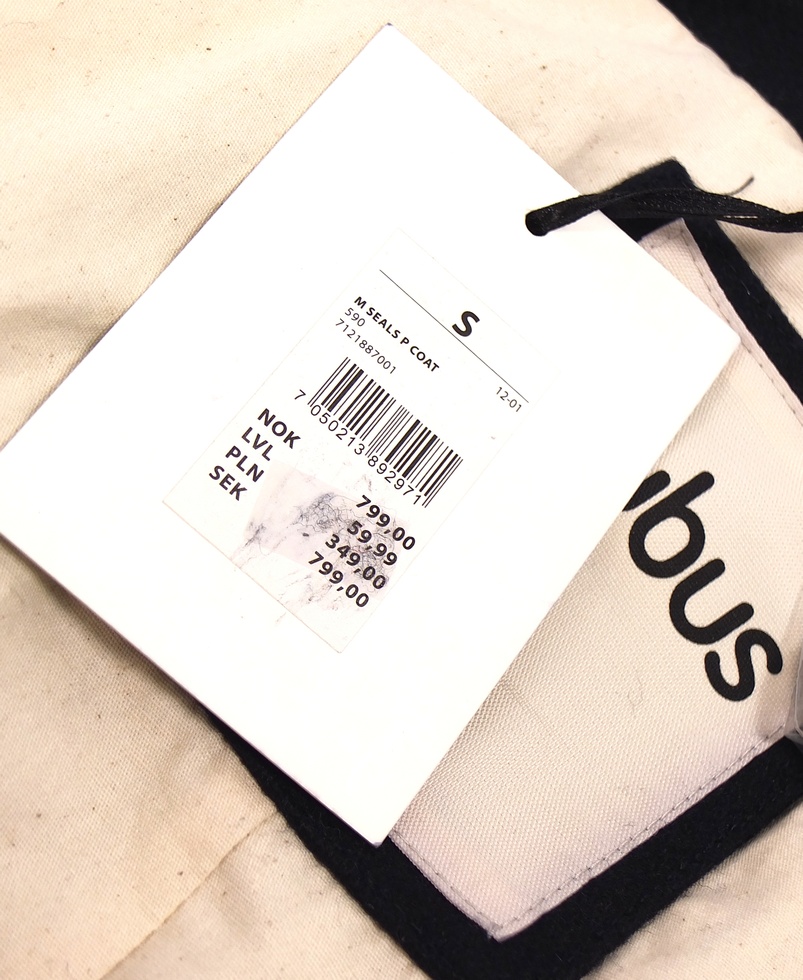 S
M SEALS P COAT
590
7121887001
12-01
7 050213 892971
NOK 799,00
LVL 59,99
PLN 349,00
SEK 799,00
bus